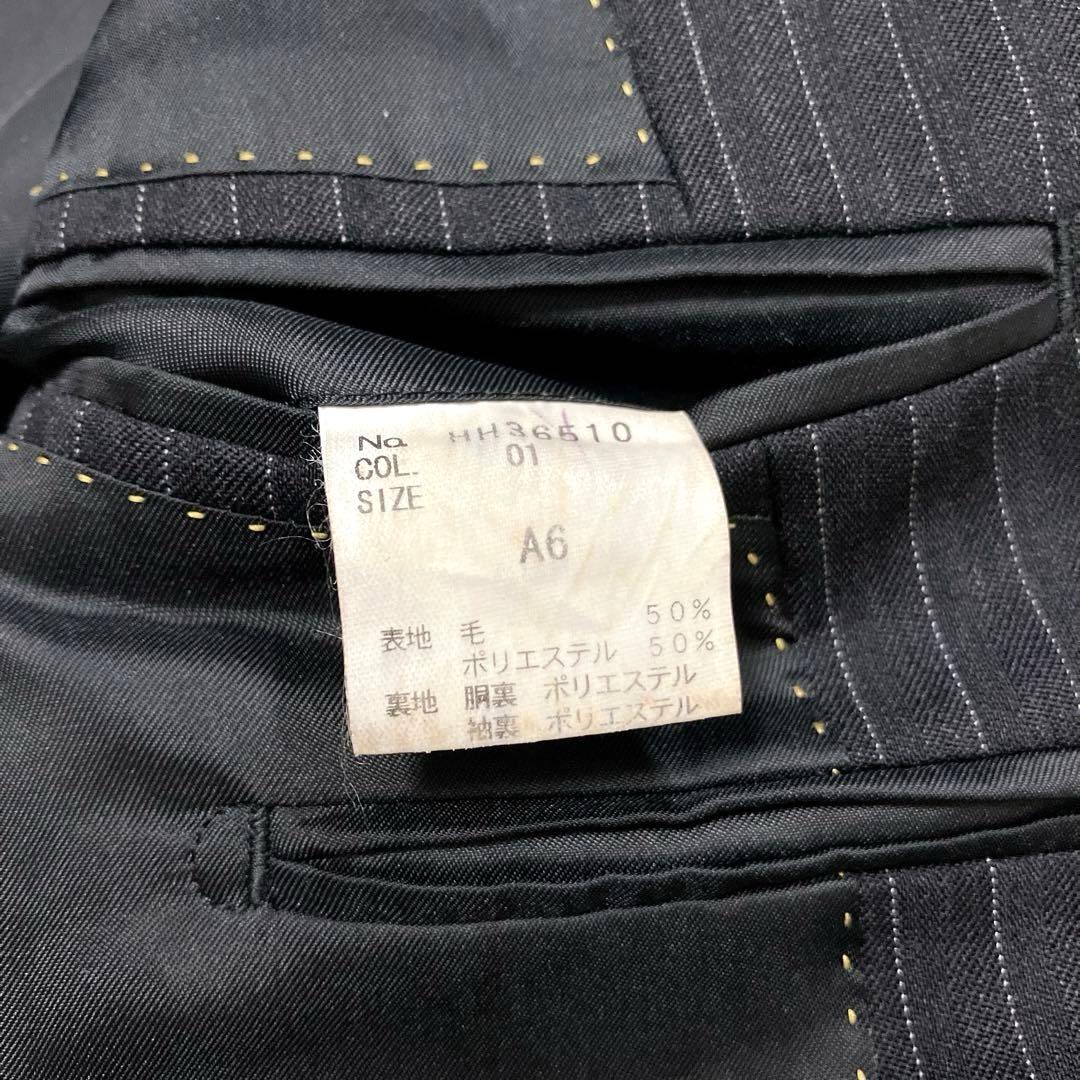 No. HH36510
COL. 01
SIZE
A6
表地 毛 50%
ポリエステル 50%
裏地 胴裏 ポリエステル
袖裏 ポリエステル